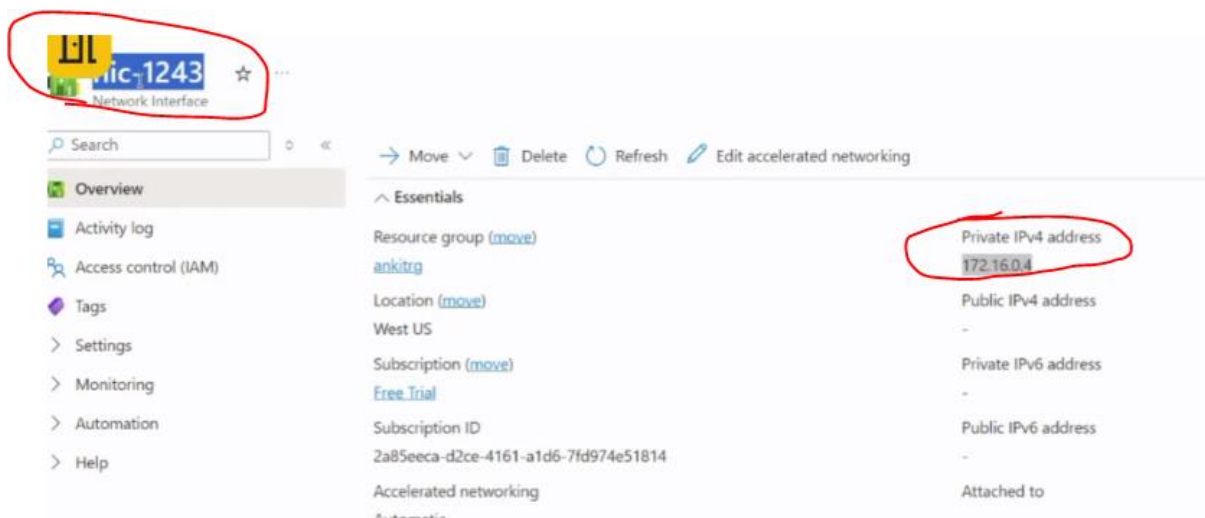 nic-1243
Network Interface
Search
Overview
Activity log
Access control (IAM)
Tags
Settings
Monitoring
Automation
Help
Move
Delete
Refresh
Edit accelerated networking
Essentials
Resource group (move)
ankitrg
Location (move)
West US
Subscription (move)
Free Trial
Subscription ID
2a85eeca-d2ce-4161-a1d6-7fd974e51814
Accelerated networking
Automatic
Private IPv4 address
172.16.0.4
Public IPv4 address
-
Private IPv6 address
-
Public IPv6 address
-
Attached to